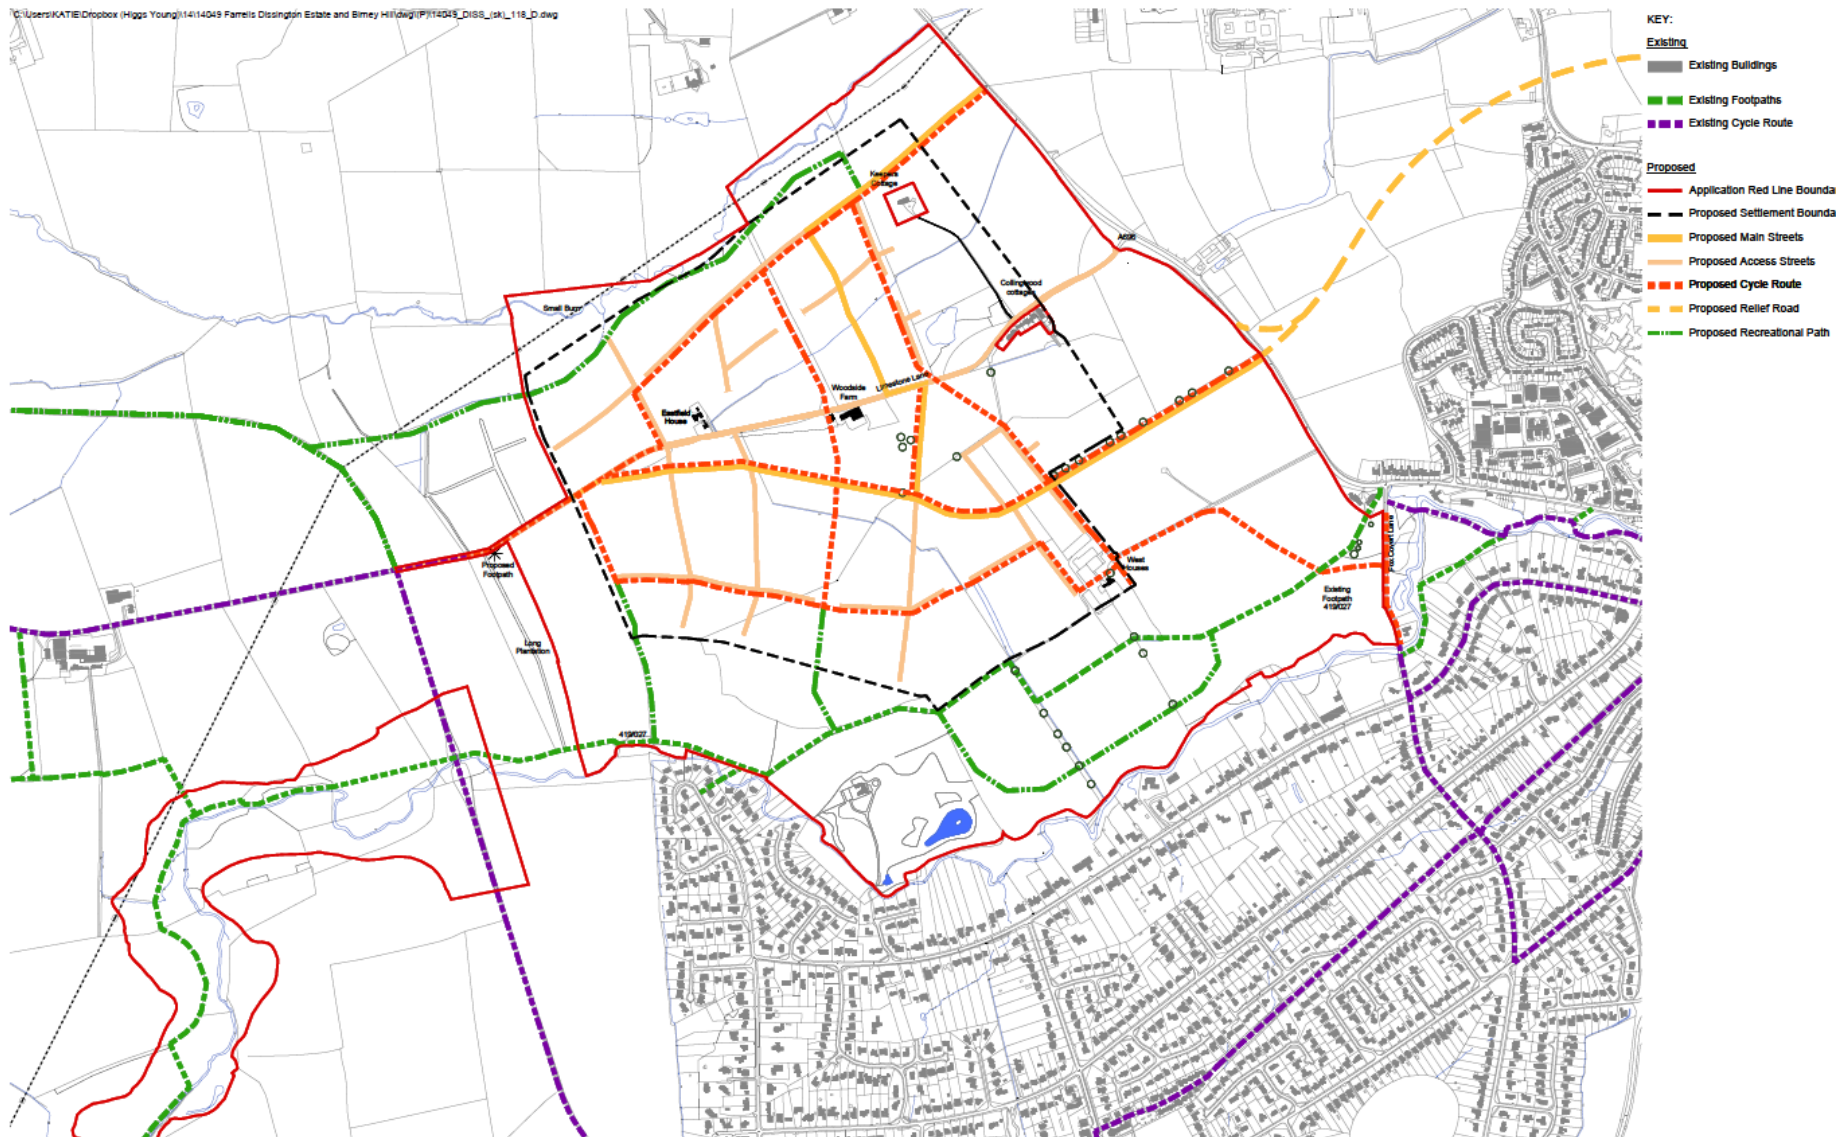 C:\Users\KATIE\Dropbox (Higgs Young)\14\14049 Farrells Dissington Estate and Birney Hill\dwg\(P)\14049_DISS_(sk)_118_D.dwg
KEY:
Existing
Existing Buildings
Existing Footpaths
Existing Cycle Route
Proposed
Application Red Line Bounda
Proposed Settlement Bounda
Proposed Main Streets
Proposed Access Streets
Proposed Cycle Route
Proposed Relief Road
Proposed Recreational Path
Keepers
Cottage
A696
Collingwood
cottages
Small Burn
Limestone Lane
Woodside
Farm
Eastfield
House
Fox Covert Lane
Proposed
Footpath
West
Houses
Existing
Footpath
419/027
Long
Plantation
419/027